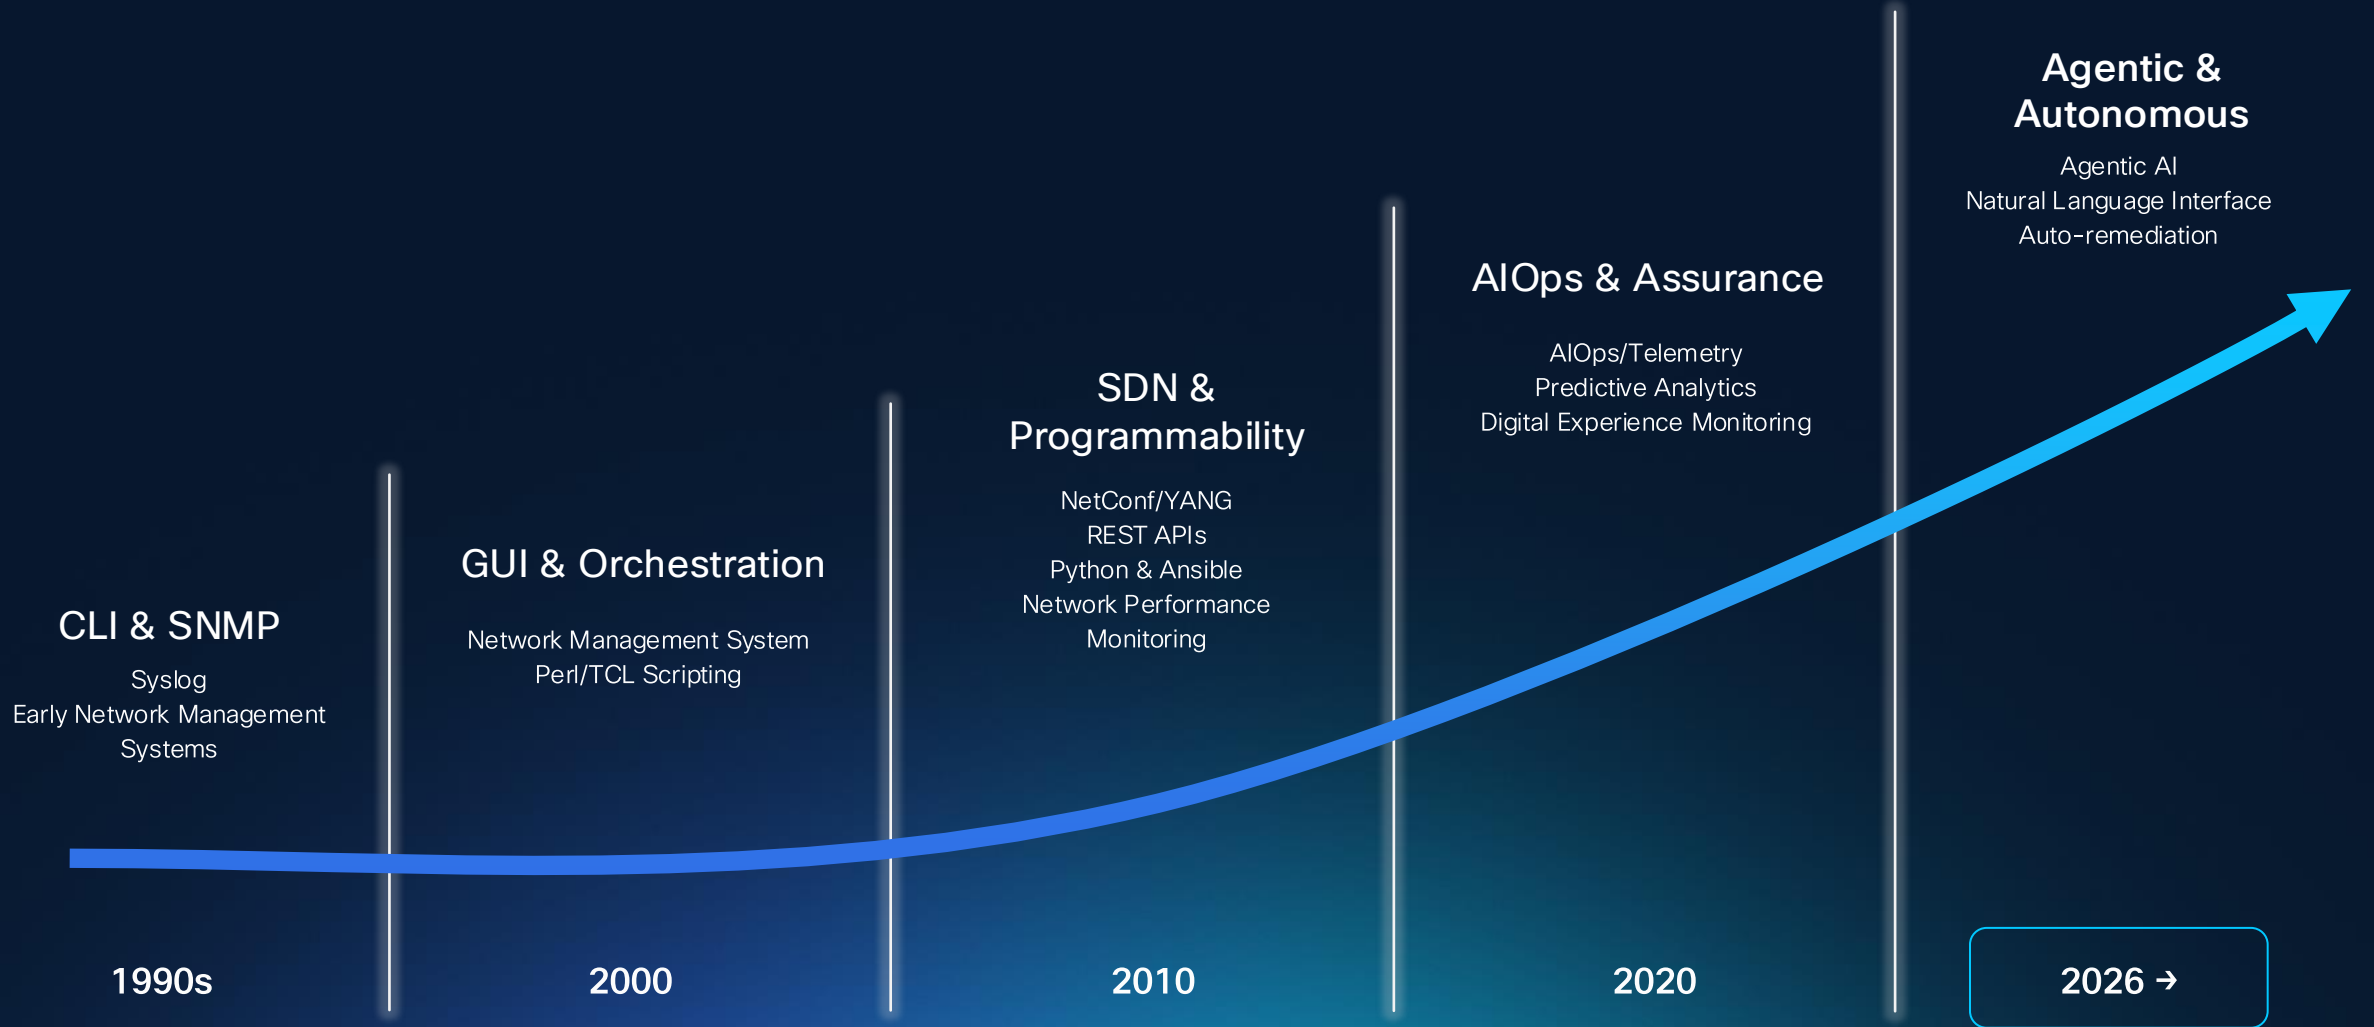 CLI & SNMP
Syslog
Early Network Management
Systems
1990s
GUI & Orchestration
Network Management System
Perl/TCL Scripting
2000
SDN &
Programmability
NetConf/YANG
REST APIs
Python & Ansible
Network Performance
Monitoring
2010
AIOps & Assurance
AIOps/Telemetry
Predictive Analytics
Digital Experience Monitoring
2020
Agentic &
Autonomous
Agentic AI
Natural Language Interface
Auto-remediation
2026 →